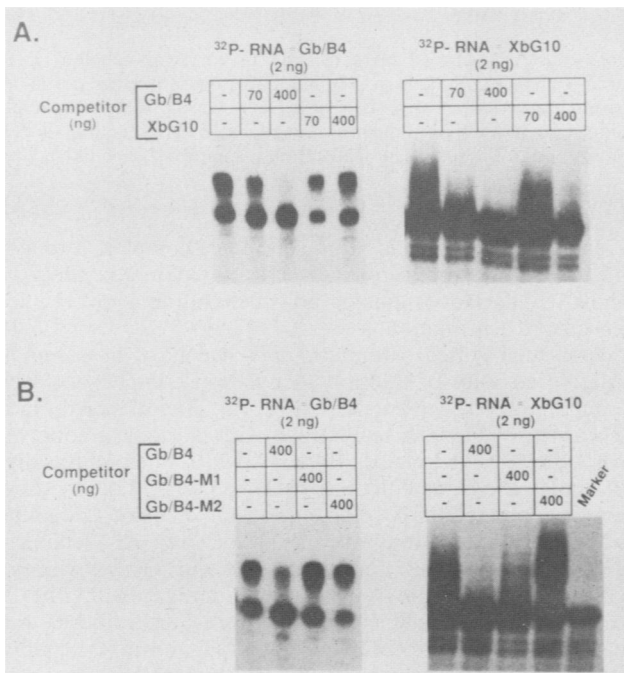 A.
32P- RNA · Gb/B4
(2 ng)
32P- RNA · XbG10
(2 ng)
Competitor
(ng)
Gb/B4 - 70 400 - - - 70 400 - -
XbG10 - - - 70 400 - - - 70 400
B.
32P- RNA · Gb/B4
(2 ng)
32P- RNA · XbG10
(2 ng)
Competitor
(ng)
Gb/B4 - 400 - - - 400 - -
Gb/B4-M1 - - 400 - - - 400 -
Gb/B4-M2 - - - 400 - - - 400
Marker